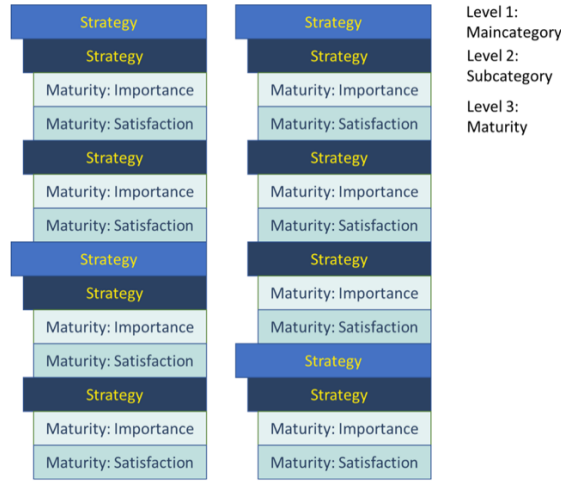 Strategy
Strategy
Maturity: Importance
Maturity: Satisfaction
Strategy
Maturity: Importance
Maturity: Satisfaction
Strategy
Strategy
Maturity: Importance
Maturity: Satisfaction
Strategy
Maturity: Importance
Maturity: Satisfaction
Strategy
Strategy
Maturity: Importance
Maturity: Satisfaction
Strategy
Maturity: Importance
Maturity: Satisfaction
Strategy
Maturity: Importance
Maturity: Satisfaction
Strategy
Strategy
Maturity: Importance
Maturity: Satisfaction
Level 1:
Maincategory
Level 2:
Subcategory
Level 3:
Maturity